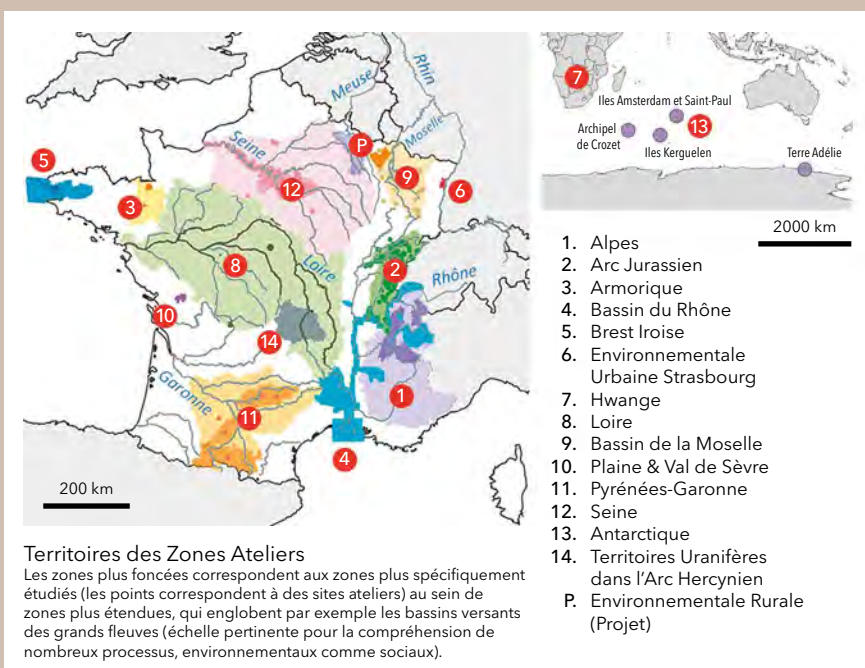 Rhin
Meuse
Moselle
Seine
P
5
12
9
6
3
Loire
8
2
Rhône
10
14
Garonne
1
11
4
200 km
7
Iles Amsterdam et Saint-Paul
13
Archipel
de Crozet
Iles Kerguelen
Terre Adélie
2000 km
1. Alpes
2. Arc Jurassien
3. Armorique
4. Bassin du Rhône
5. Brest Iroise
6. Environnementale
Urbaine Strasbourg
7. Hwange
8. Loire
9. Bassin de la Moselle
10. Plaine & Val de Sèvre
11. Pyrénées-Garonne
12. Seine
13. Antarctique
14. Territoires Uranifères
dans l'Arc Hercynien
P. Environnementale Rurale
(Projet)
Territoires des Zones Ateliers
Les zones plus foncées correspondent aux zones plus spécifiquement
étudiés (les points correspondent à des sites ateliers) au sein de
zones plus étendues, qui englobent par exemple les bassins versants
des grands fleuves (échelle pertinente pour la compréhension de
nombreux processus, environnementaux comme sociaux).